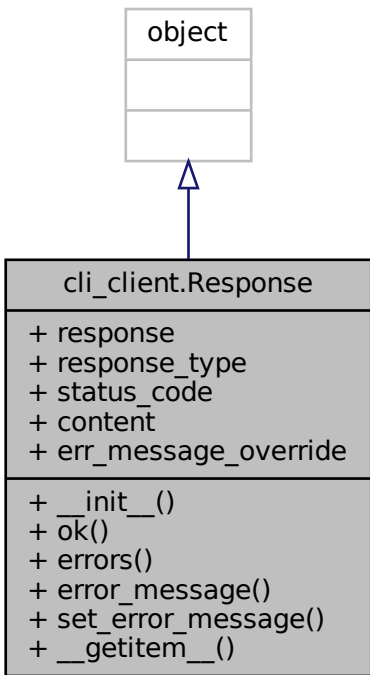 object
cli_client.Response
+ response
+ response_type
+ status_code
+ content
+ err_message_override
+ __init__()
+ ok()
+ errors()
+ error_message()
+ set_error_message()
+ __getitem__()